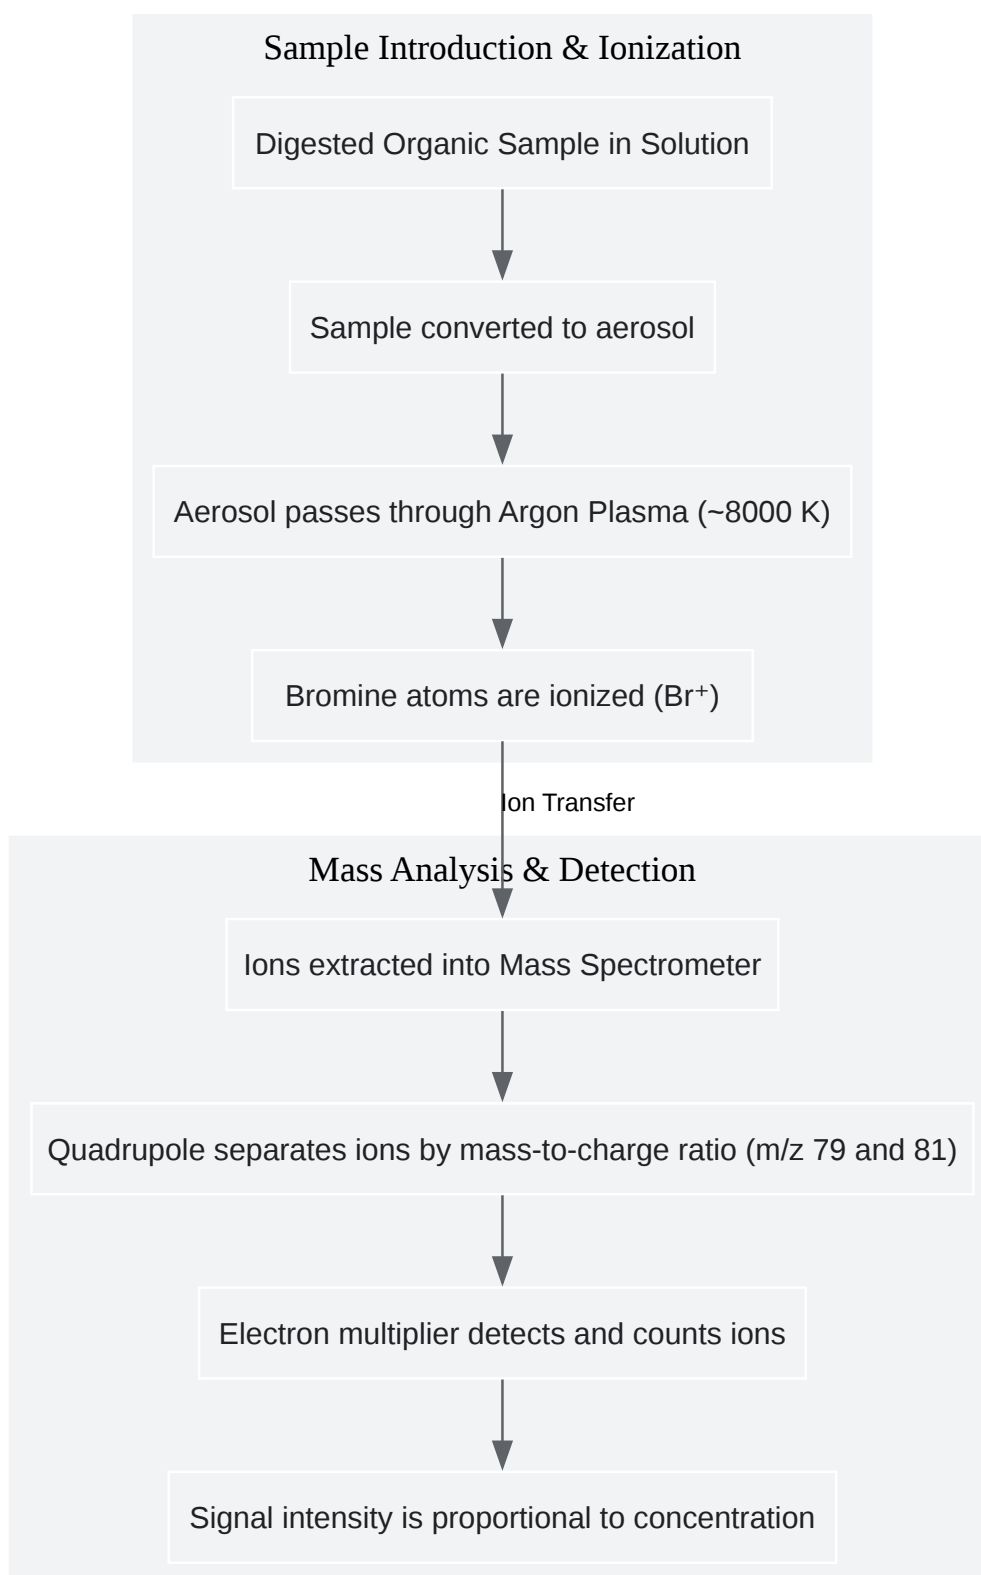 Sample Introduction & Ionization
Digested Organic Sample in Solution
Sample converted to aerosol
Aerosol passes through Argon Plasma (~8000 K)
Bromine atoms are ionized (Br⁺)
Ion Transfer
Mass Analysis & Detection
Ions extracted into Mass Spectrometer
Quadrupole separates ions by mass-to-charge ratio (m/z 79 and 81)
Electron multiplier detects and counts ions
Signal intensity is proportional to concentration